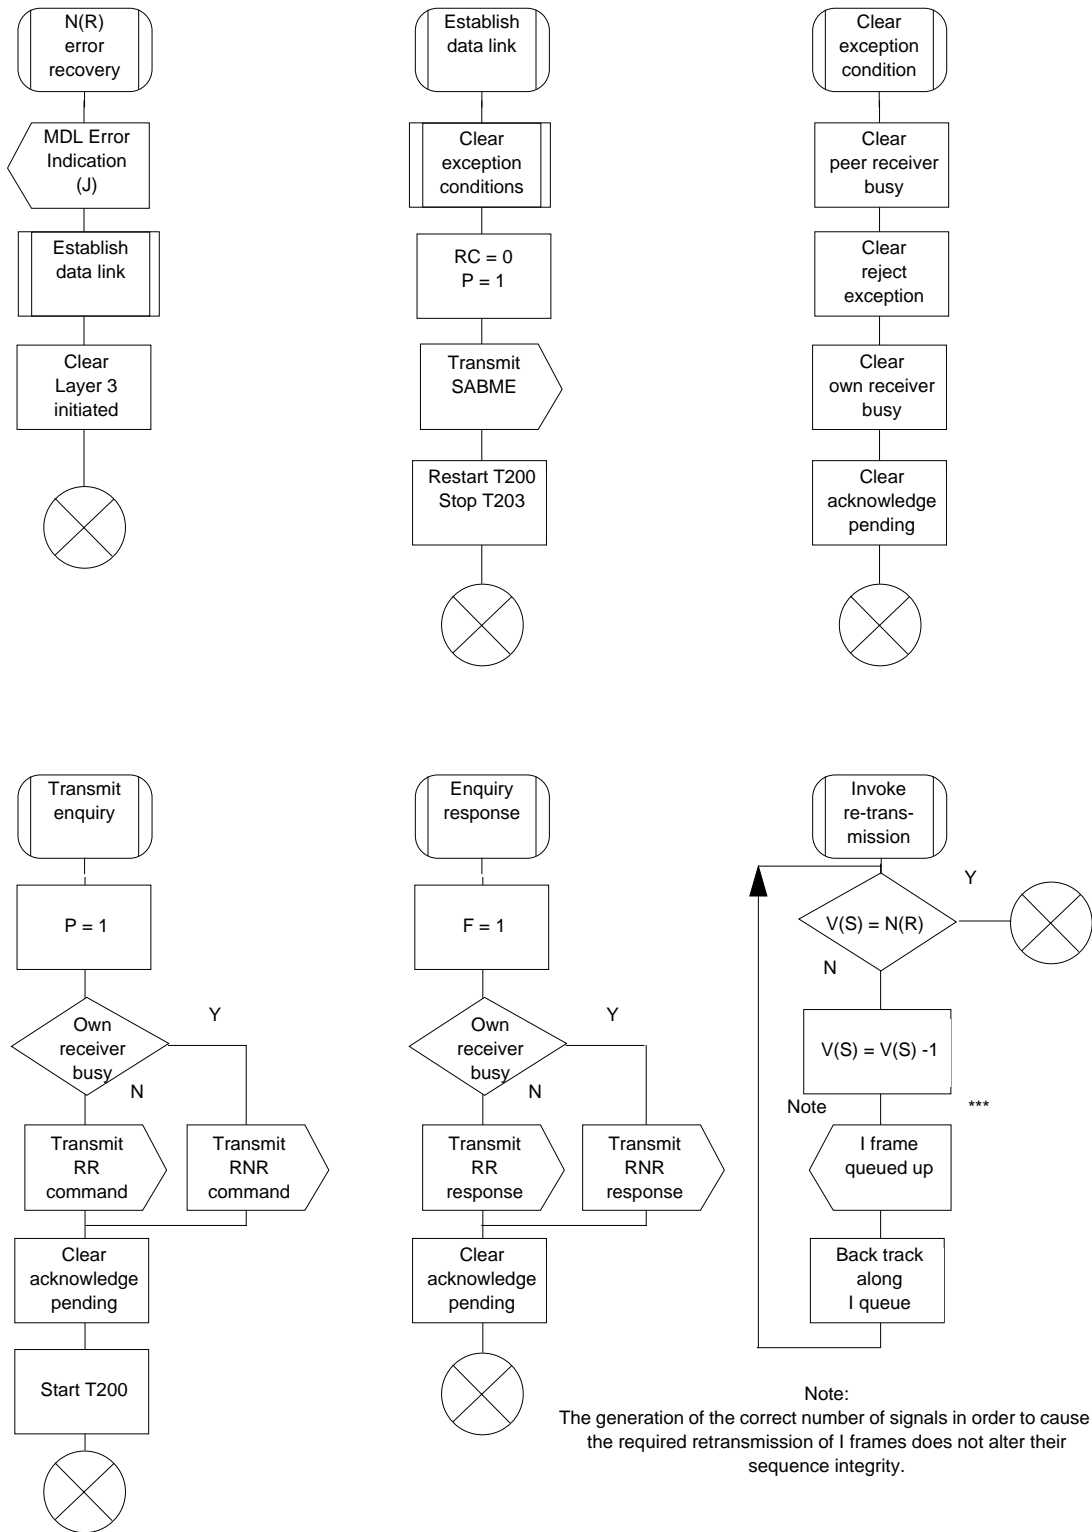 N(R)
error
recovery
MDL Error
Indication
(J)
Establish
data link
Clear
Layer 3
initiated
Establish
data link
Clear
exception
conditions
RC = 0
P = 1
Transmit
SABME
Restart T200
Stop T203
Clear
exception
condition
Clear
peer receiver
busy
Clear
reject
exception
Clear
own receiver
busy
Clear
acknowledge
pending
Transmit
enquiry
P = 1
Own
receiver
busy
Y
N
Transmit
RR
command
Transmit
RNR
command
Clear
acknowledge
pending
Start T200
Enquiry
response
F = 1
Own
receiver
busy
Y
N
Transmit
RR
response
Transmit
RNR
response
Clear
acknowledge
pending
Invoke
re-trans-
mission
Y
V(S) = N(R)
N
V(S) = V(S) -1
Note
***
I frame
queued up
Back track
along
I queue
Note:
The generation of the correct number of signals in order to cause
the required retransmission of I frames does not alter their
sequence integrity.